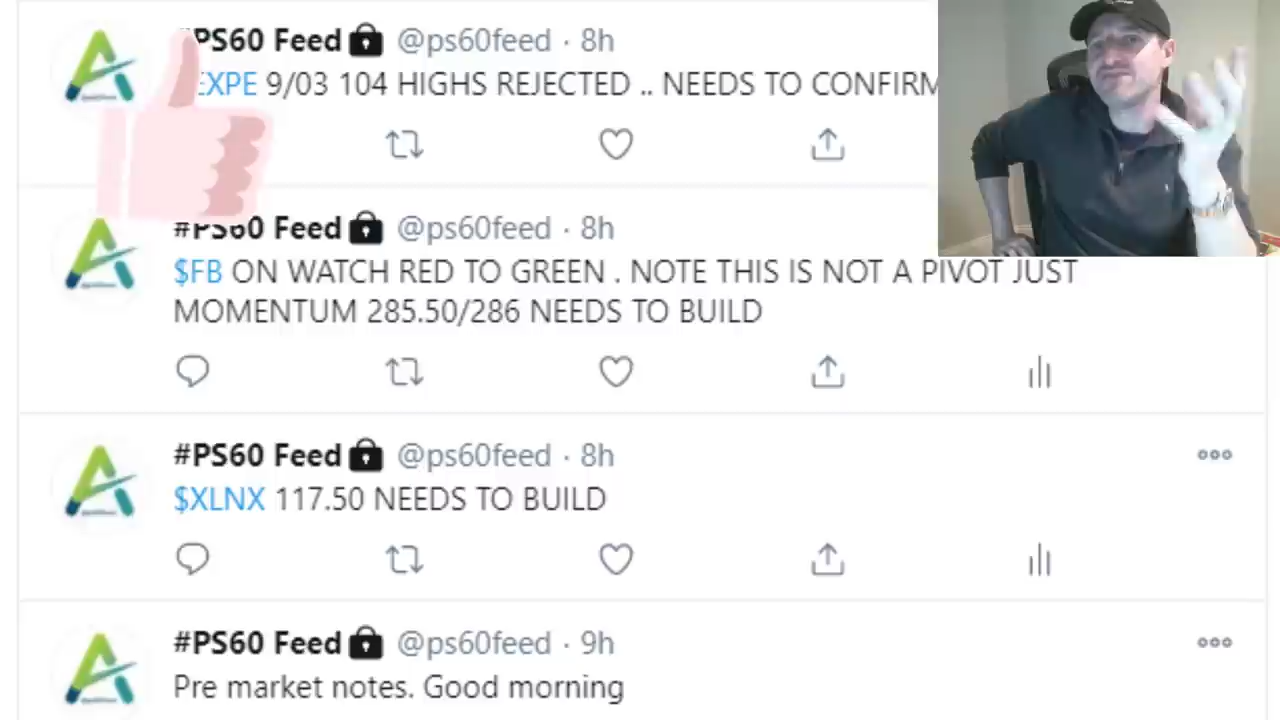 #PS60 Feed @ps60feed · 8h
EXPE 9/03 104 HIGHS REJECTED .. NEEDS TO CONFIRM
#PS60 Feed @ps60feed · 8h
$FB ON WATCH RED TO GREEN . NOTE THIS IS NOT A PIVOT JUST
MOMENTUM 285.50/286 NEEDS TO BUILD
#PS60 Feed @ps60feed · 8h
$XLNX 117.50 NEEDS TO BUILD
#PS60 Feed @ps60feed · 9h
Pre market notes. Good morning